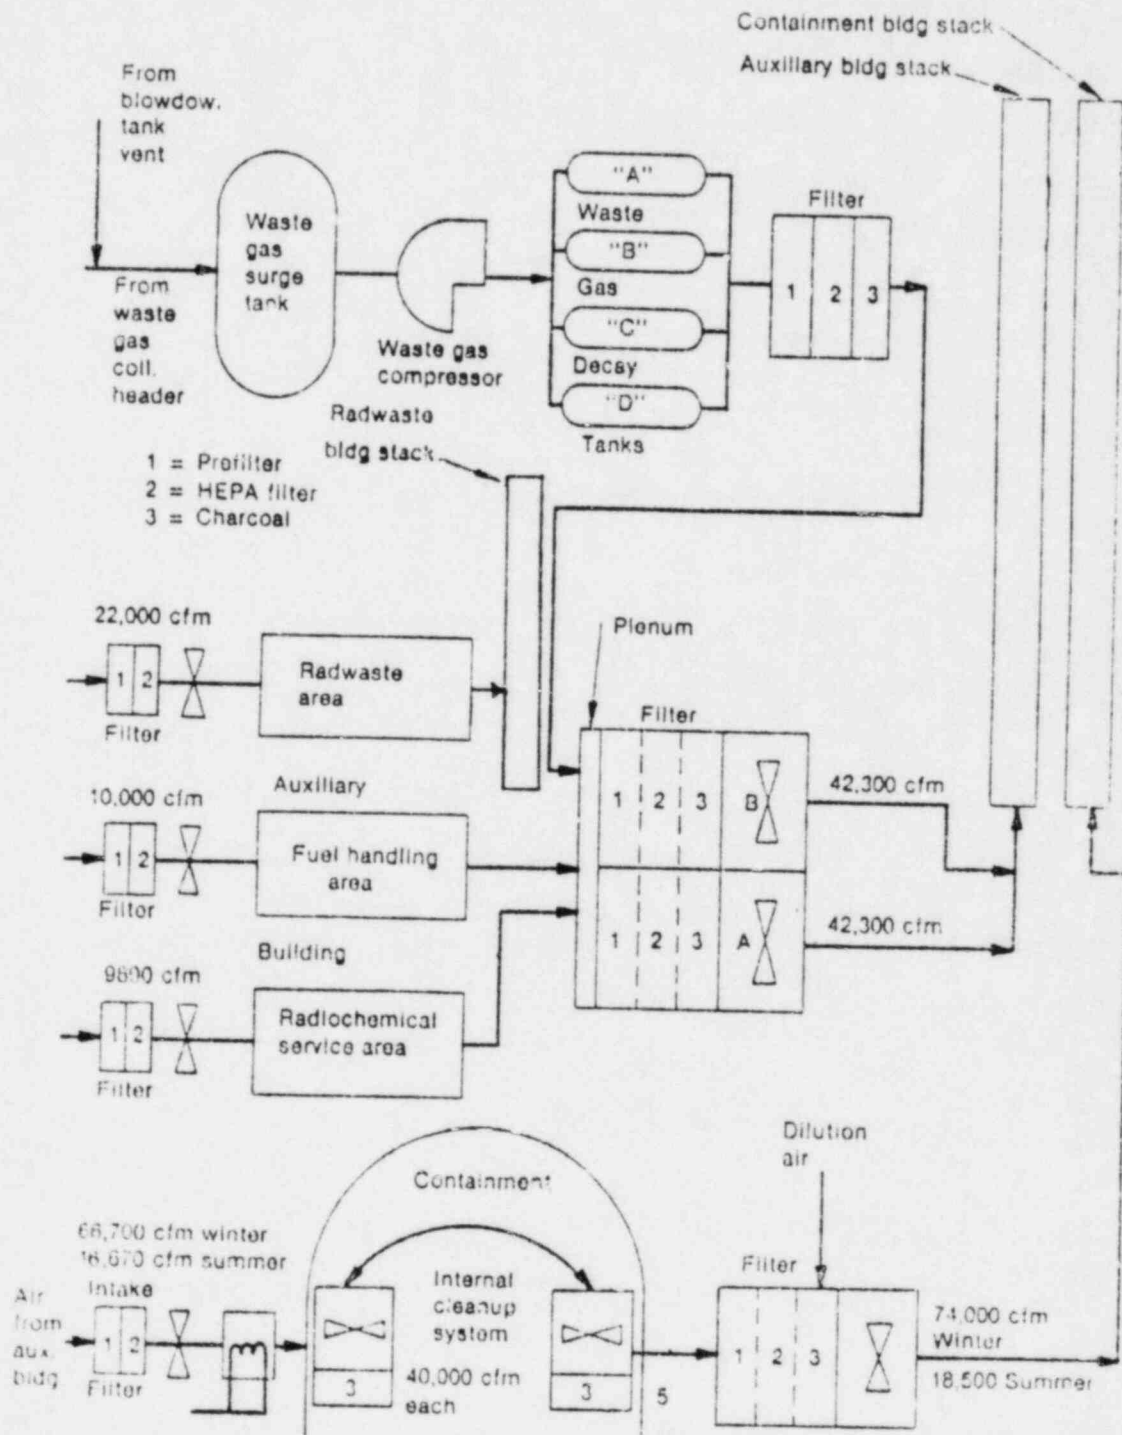 Containment bldg stack
Auxiliary bldg stack
From
blowdow.
tank
vent
Waste
gas
surge
tank
From
waste
gas
coll.
header
Waste gas
compressor
"A"
Waste
"B"
Gas
"C"
Decay
"D"
Tanks
Filter
1 2 3
Radwaste
bldg stack
1 = Prefilter
2 = HEPA filter
3 = Charcoal
22,000 cfm
1 2
Filter
Radwaste
area
Plenum
Filter
1 2 3 B
42,300 cfm
1 2 3 A
42,300 cfm
Auxiliary
10,000 cfm
1 2
Filter
Fuel handling
area
Building
9890 cfm
1 2
Filter
Radiochemical
service area
Dilution
air
Containment
66,700 cfm winter
16,670 cfm summer
Intake
Air
from
aux.
bldg
1 2
Filter
Internal
cleanup
system
3
40,000 cfm
each
3
5
Filter
1 2 3
74,000 cfm
Winter
18,500 Summer